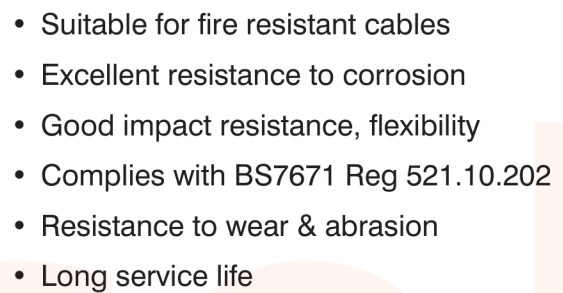 • Suitable for fire resistant cables
• Excellent resistance to corrosion
• Good impact resistance, flexibility
• Complies with BS7671 Reg 521.10.202
• Resistance to wear & abrasion
• Long service life